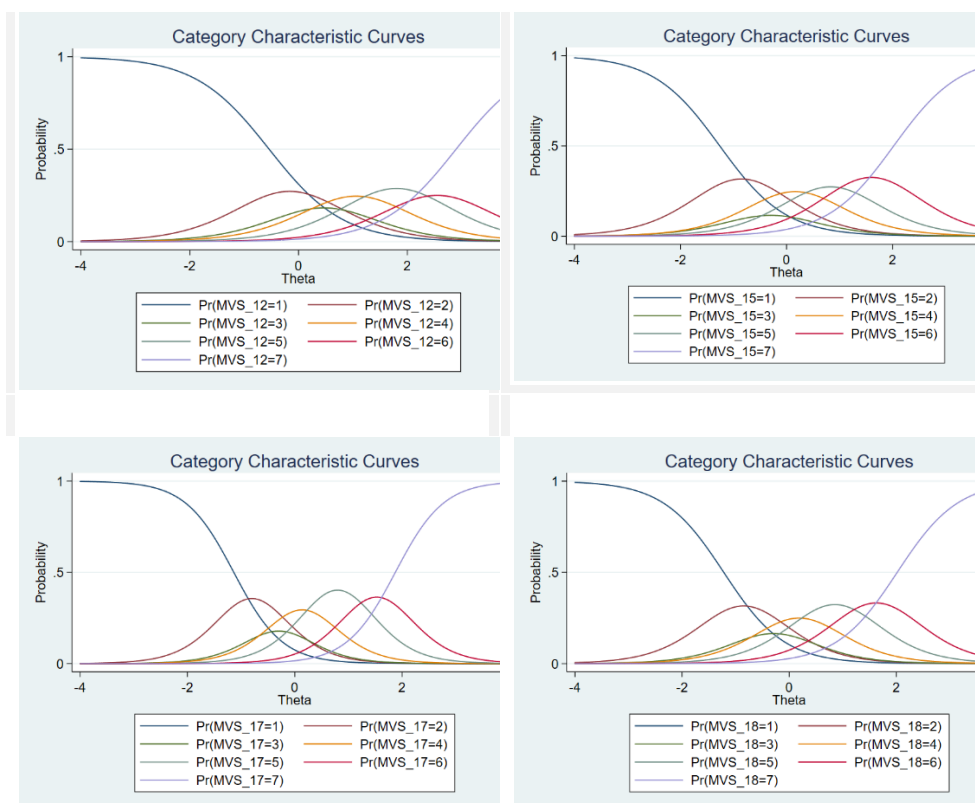 Category Characteristic Curves
1
.5
0
Probability
-4
-2
0
2
Theta
Pr(MVS_12=1) Pr(MVS_12=2)
Pr(MVS_12=3) Pr(MVS_12=4)
Pr(MVS_12=5) Pr(MVS_12=6)
Pr(MVS_12=7)
Category Characteristic Curves
1
.5
0
Probability
-4
-2
0
2
Theta
Pr(MVS_15=1) Pr(MVS_15=2)
Pr(MVS_15=3) Pr(MVS_15=4)
Pr(MVS_15=5) Pr(MVS_15=6)
Pr(MVS_15=7)
Category Characteristic Curves
1
.5
0
Probability
-4
-2
0
2
Theta
Pr(MVS_17=1) Pr(MVS_17=2)
Pr(MVS_17=3) Pr(MVS_17=4)
Pr(MVS_17=5) Pr(MVS_17=6)
Pr(MVS_17=7)
Category Characteristic Curves
1
.5
0
Probability
-4
-2
0
2
Theta
Pr(MVS_18=1) Pr(MVS_18=2)
Pr(MVS_18=3) Pr(MVS_18=4)
Pr(MVS_18=5) Pr(MVS_18=6)
Pr(MVS_18=7)